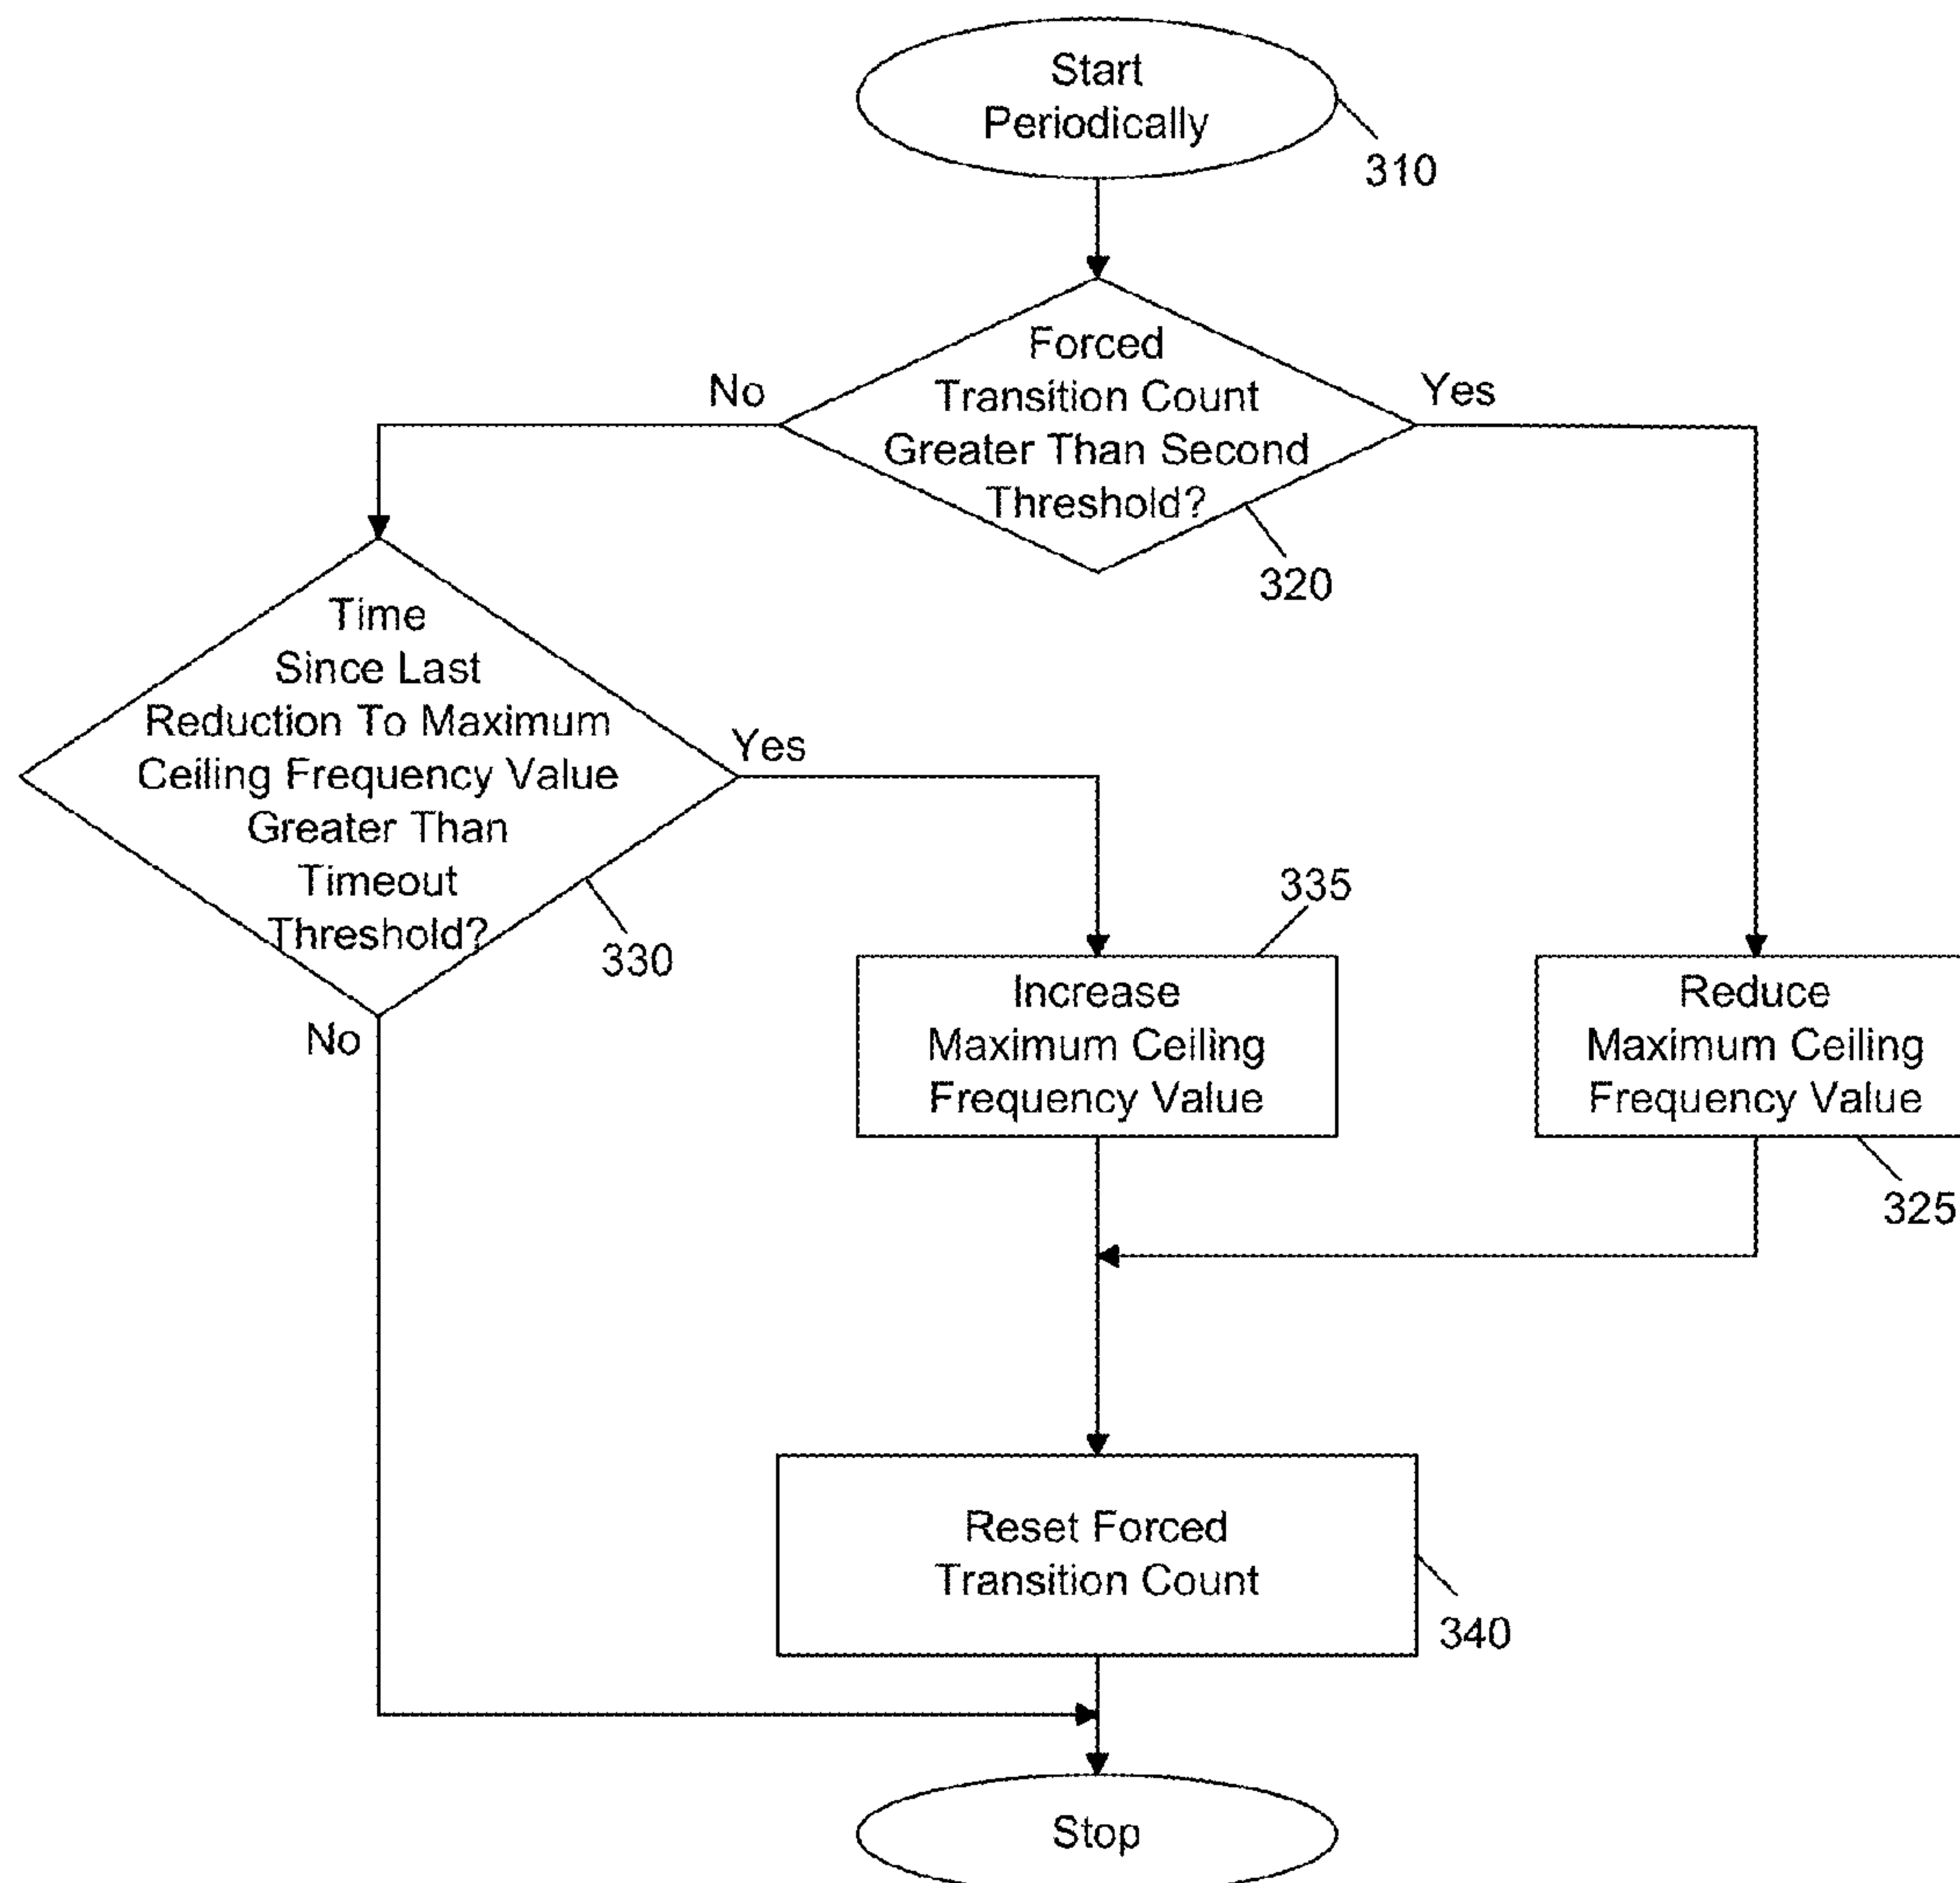 Start
Periodically
310
Forced
Transition Count
Greater Than Second
Threshold?
No
Yes
320
Time
Since Last
Reduction To Maximum
Ceiling Frequency Value
Greater Than
Timeout
Threshold?
Yes
No
330
335
Increase
Maximum Ceiling
Frequency Value
Reduce
Maximum Ceiling
Frequency Value
325
Reset Forced
Transition Count
340
Stop